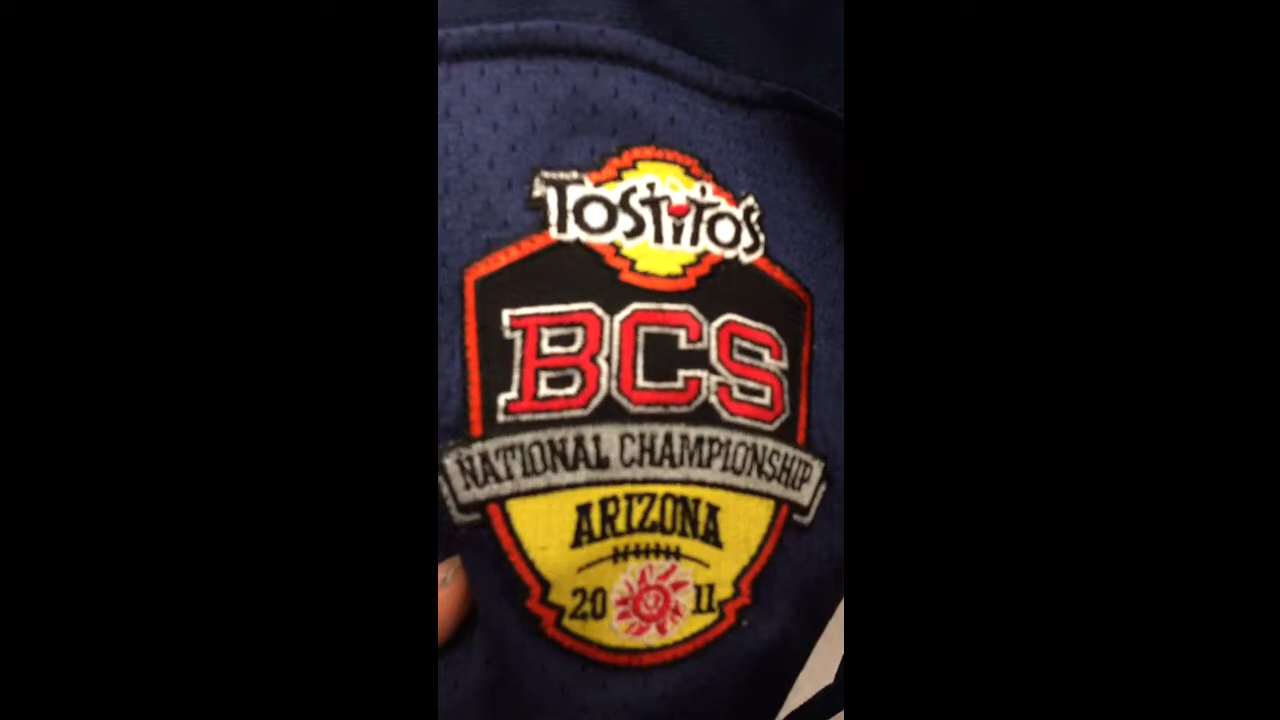 TOSTITOS
BCS
NATIONAL CHAMPIONSHIP
ARIZONA
20 11